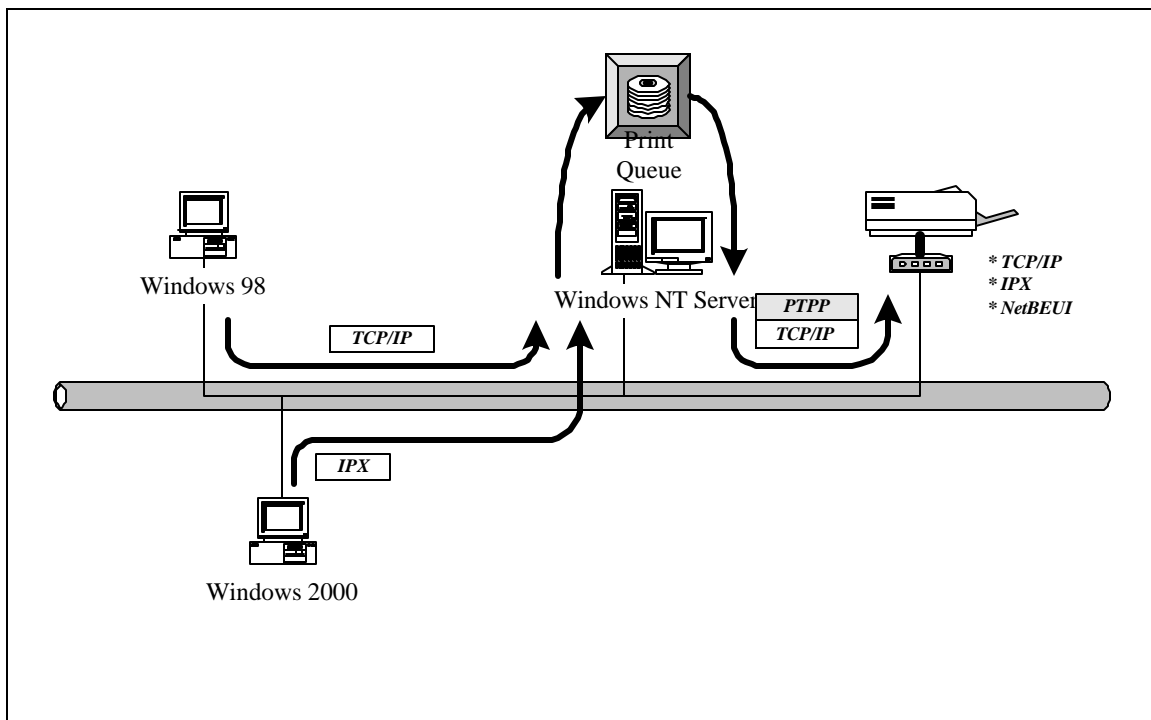 Print
Queue
Windows 98
Windows NT Server
* TCP/IP
* IPX
* NetBEUI
PTPP
TCP/IP
TCP/IP
IPX
Windows 2000